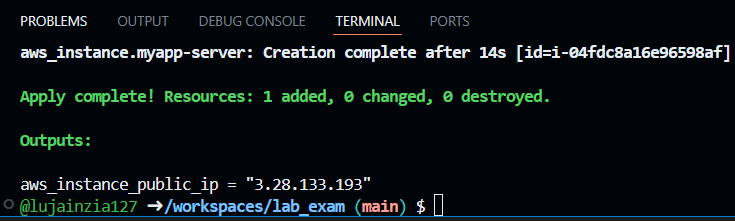 PROBLEMS OUTPUT DEBUG CONSOLE TERMINAL PORTS
aws_instance.myapp-server: Creation complete after 14s [id=i-04fdc8a16e96598af]
Apply complete! Resources: 1 added, 0 changed, 0 destroyed.
Outputs:
aws_instance_public_ip = "3.28.133.193"
@lujainzia127 ➜/workspaces/lab_exam (main) $